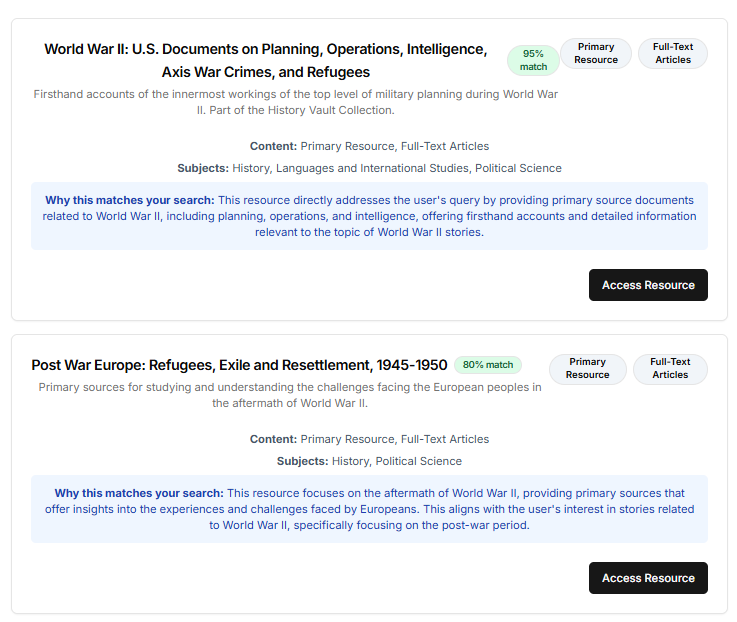 World War II: U.S. Documents on Planning, Operations, Intelligence,
Axis War Crimes, and Refugees
95%
match
Primary
Resource
Full-Text
Articles
Firsthand accounts of the innermost workings of the top level of military planning during World War
II. Part of the History Vault Collection.
Content: Primary Resource, Full-Text Articles
Subjects: History, Languages and International Studies, Political Science
Why this matches your search: This resource directly addresses the user's query by providing primary source documents
related to World War II, including planning, operations, and intelligence, offering firsthand accounts and detailed information
relevant to the topic of World War II stories.
Access Resource
Post War Europe: Refugees, Exile and Resettlement, 1945-1950
80% match
Primary
Resource
Full-Text
Articles
Primary sources for studying and understanding the challenges facing the European peoples in
the aftermath of World War II.
Content: Primary Resource, Full-Text Articles
Subjects: History, Political Science
Why this matches your search: This resource focuses on the aftermath of World War II, providing primary sources that
offer insights into the experiences and challenges faced by Europeans. This aligns with the user's interest in stories related
to World War II, specifically focusing on the post-war period.
Access Resource